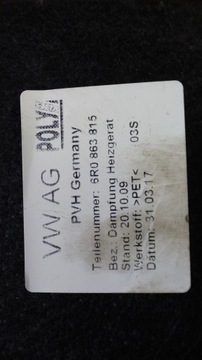 VW AG POLY
PVH Germany
Teilenummer: 6R0 863 815
Bez.: Dämpfung Heizgerät
Stand: 20.10.09 03S
Werkstoff: >PET<
Datum: 31.03.17